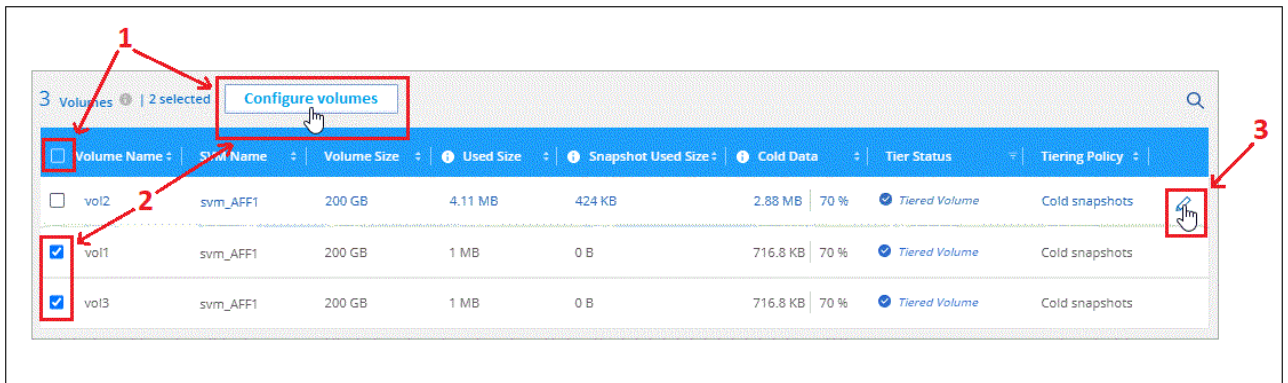 1
3 Volumes | 2 selected Configure volumes
3
Volume Name SVM Name Volume Size Used Size Snapshot Used Size Cold Data Tier Status Tiering Policy
2
vol2 svm_AFF1 200 GB 4.11 MB 424 KB 2.88 MB 70 % Tiered Volume Cold snapshots
vol1 svm_AFF1 200 GB 1 MB 0 B 716.8 KB 70 % Tiered Volume Cold snapshots
vol3 svm_AFF1 200 GB 1 MB 0 B 716.8 KB 70 % Tiered Volume Cold snapshots